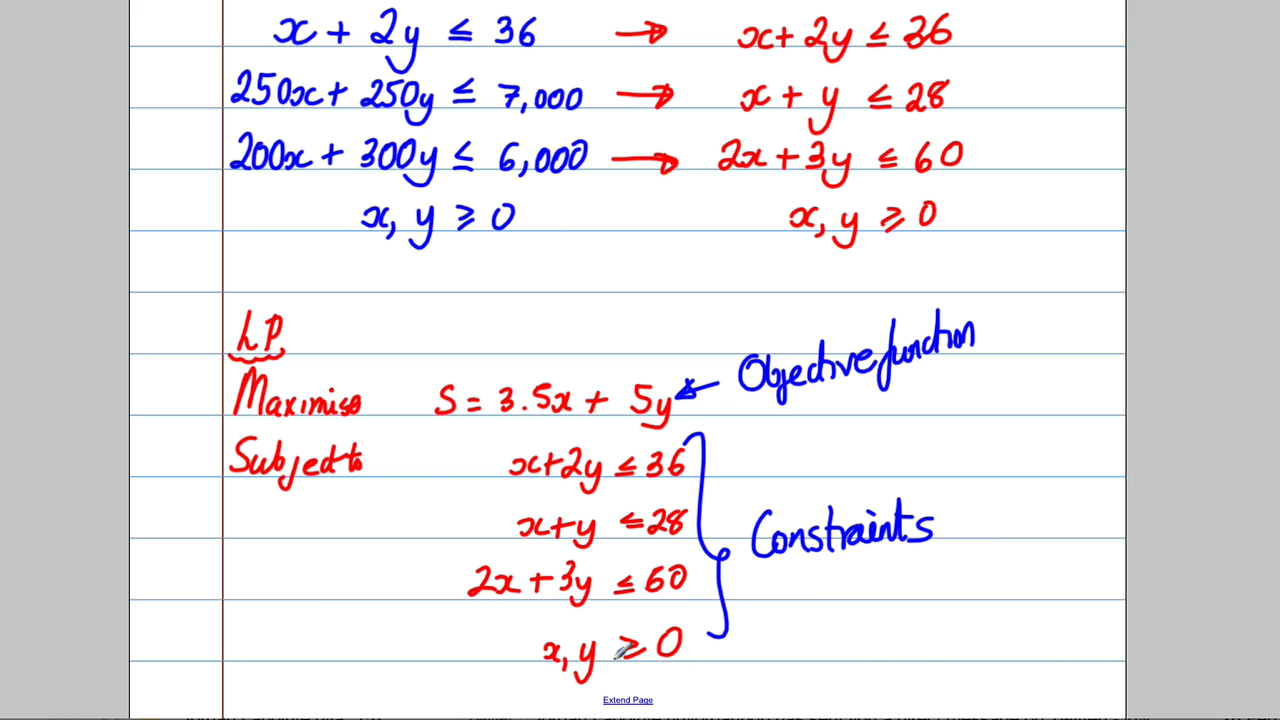 x + 2y ≤ 36 → x + 2y ≤ 36
250x + 250y ≤ 7,000 → x + y ≤ 28
200x + 300y ≤ 6,000 → 2x + 3y ≤ 60
x, y ≥ 0 x, y ≥ 0
LP
Maximise S = 3.5x + 5y ← Objective function
Subject to x+2y ≤ 36
x+y ≤ 28
Constraints
2x + 3y ≤ 60
x, y ≥ 0
Extend Page